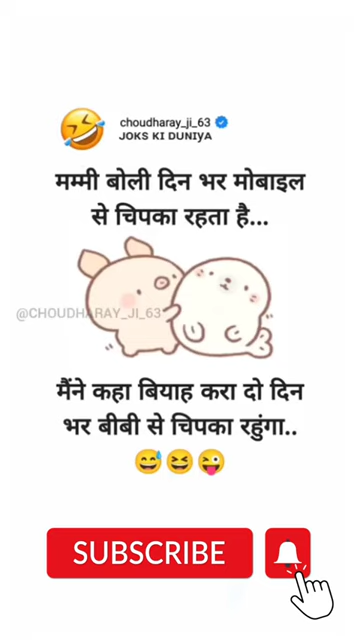 choudharay_ji_63
JOKS KI DUNIYA
मम्मी बोली दिन भर मोबाइल
से चिपका रहता है...
@CHOUDHARAY_JI_63
मैंने कहा बियाह करा दो दिन
भर बीबी से चिपका रहुंगा..
SUBSCRIBE